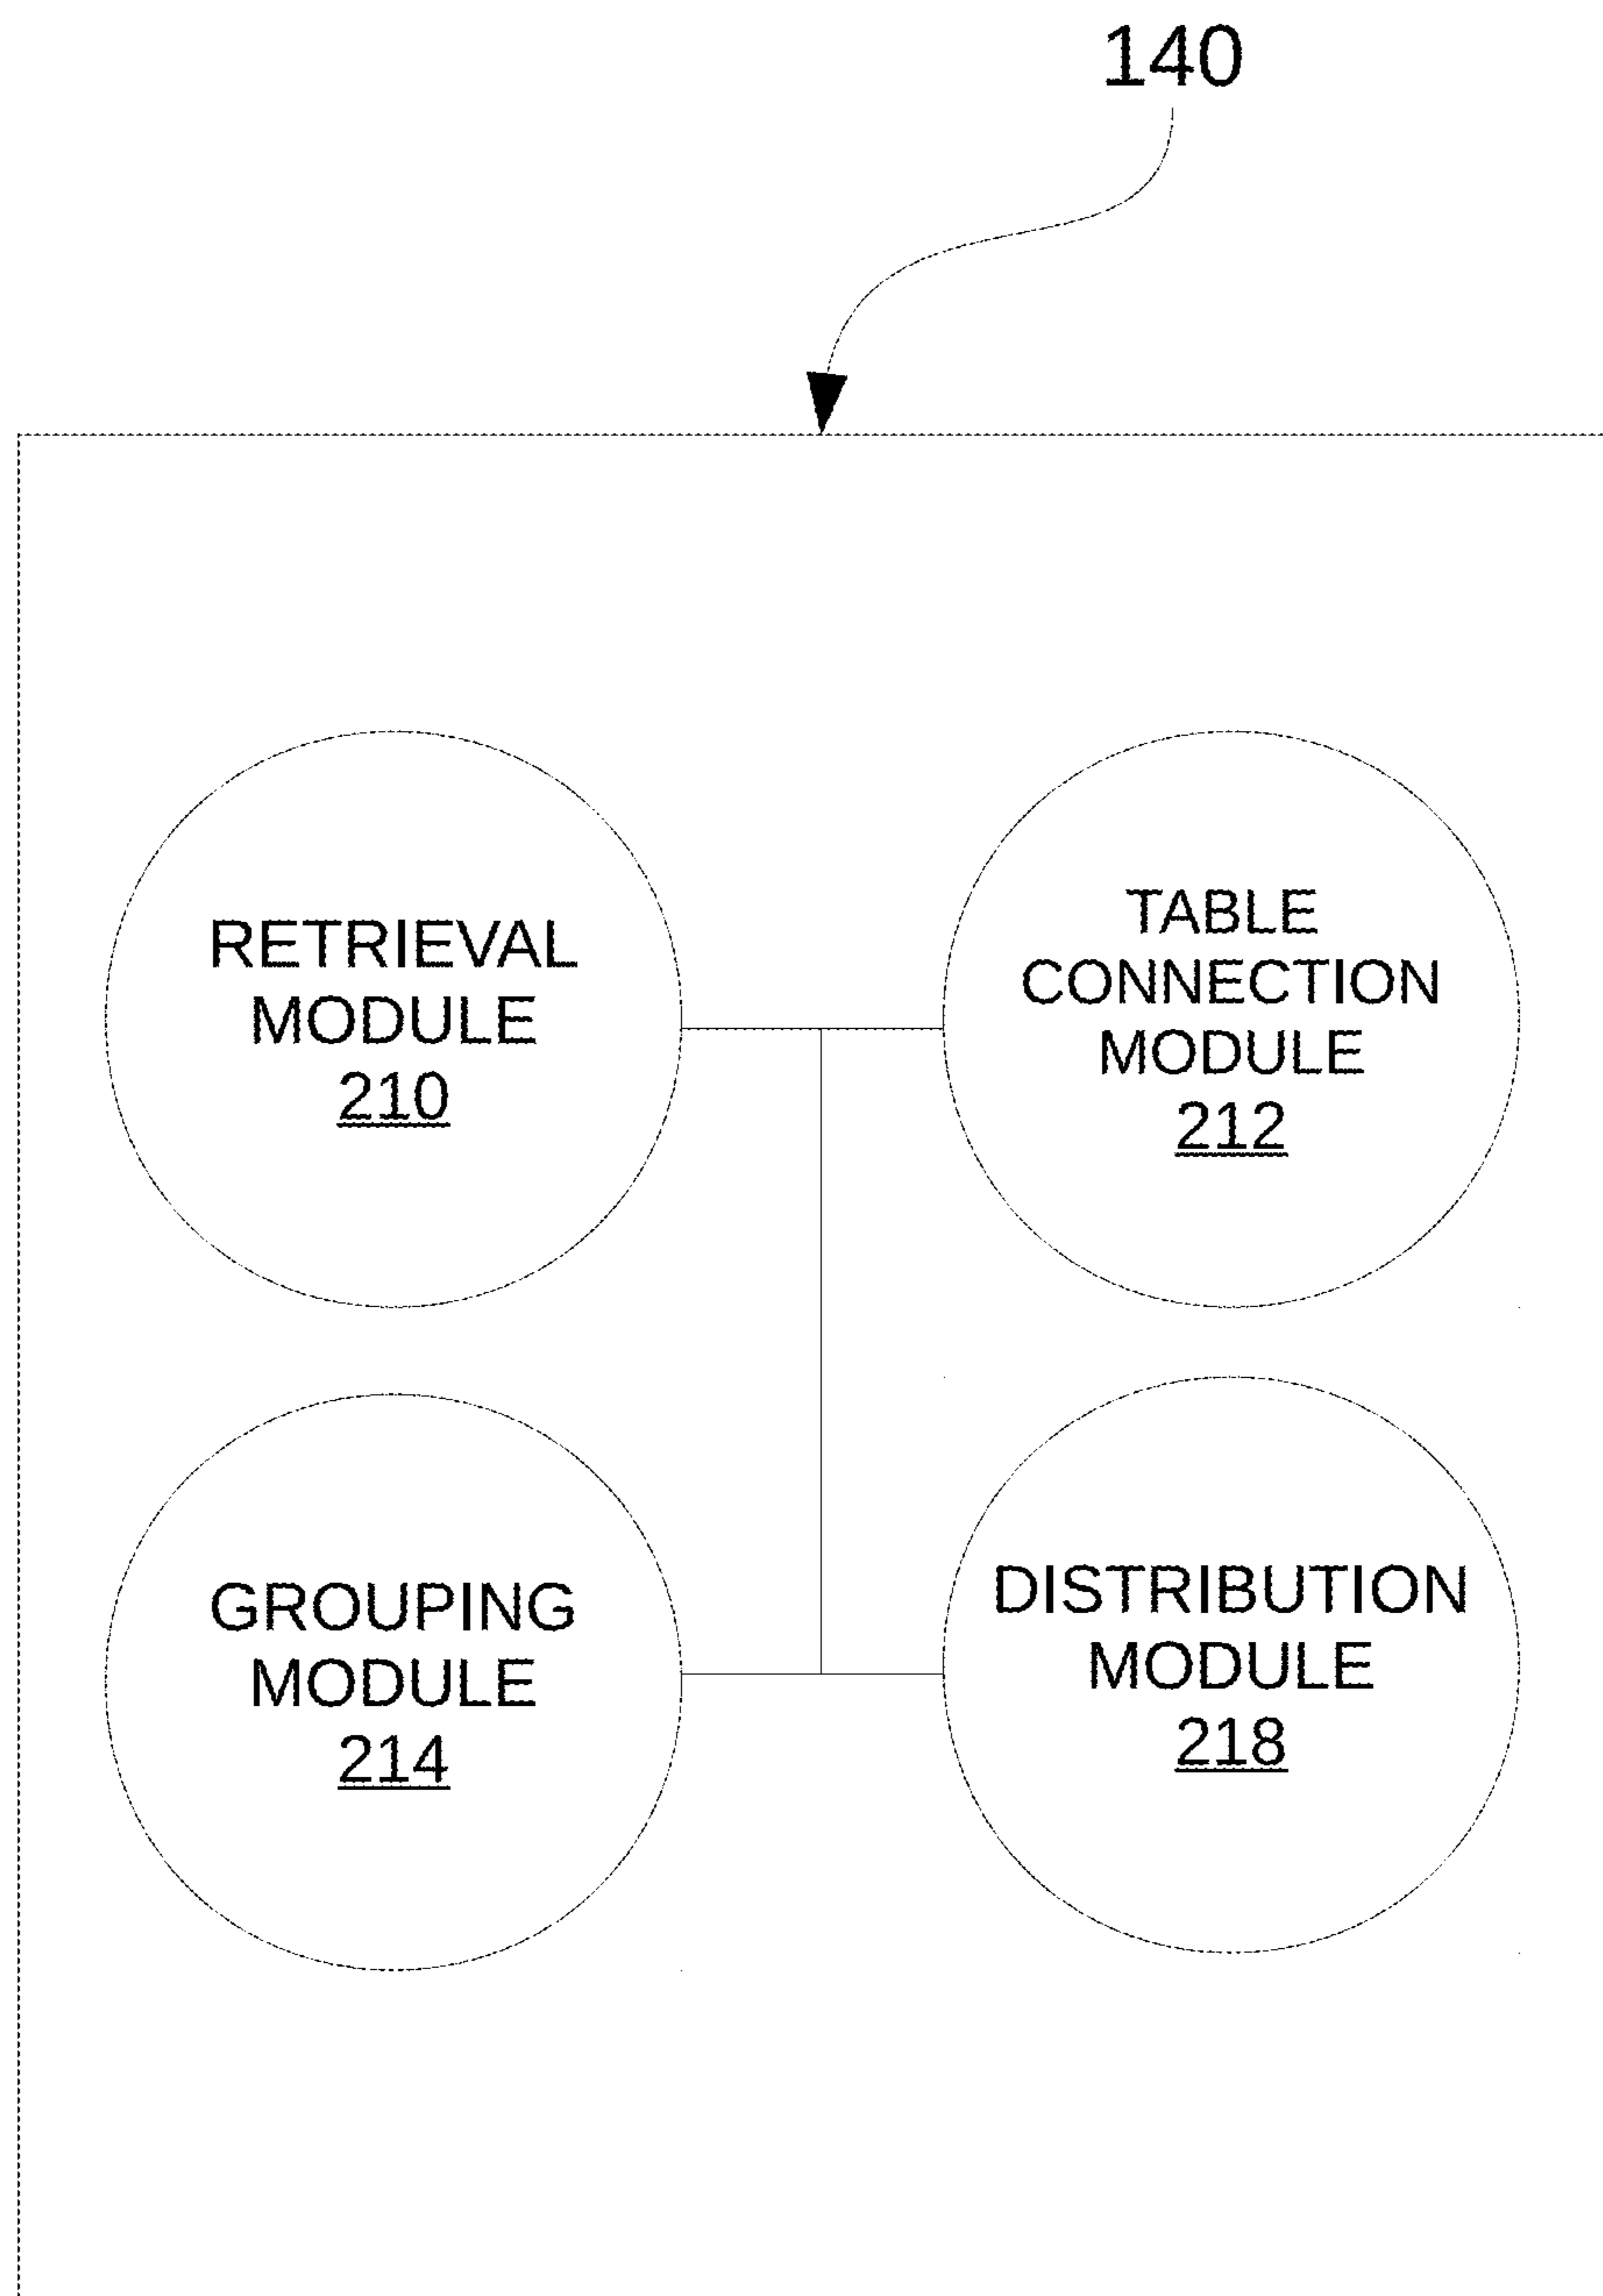 140
RETRIEVAL
MODULE
210
TABLE
CONNECTION
MODULE
212
GROUPING
MODULE
214
DISTRIBUTION
MODULE
218